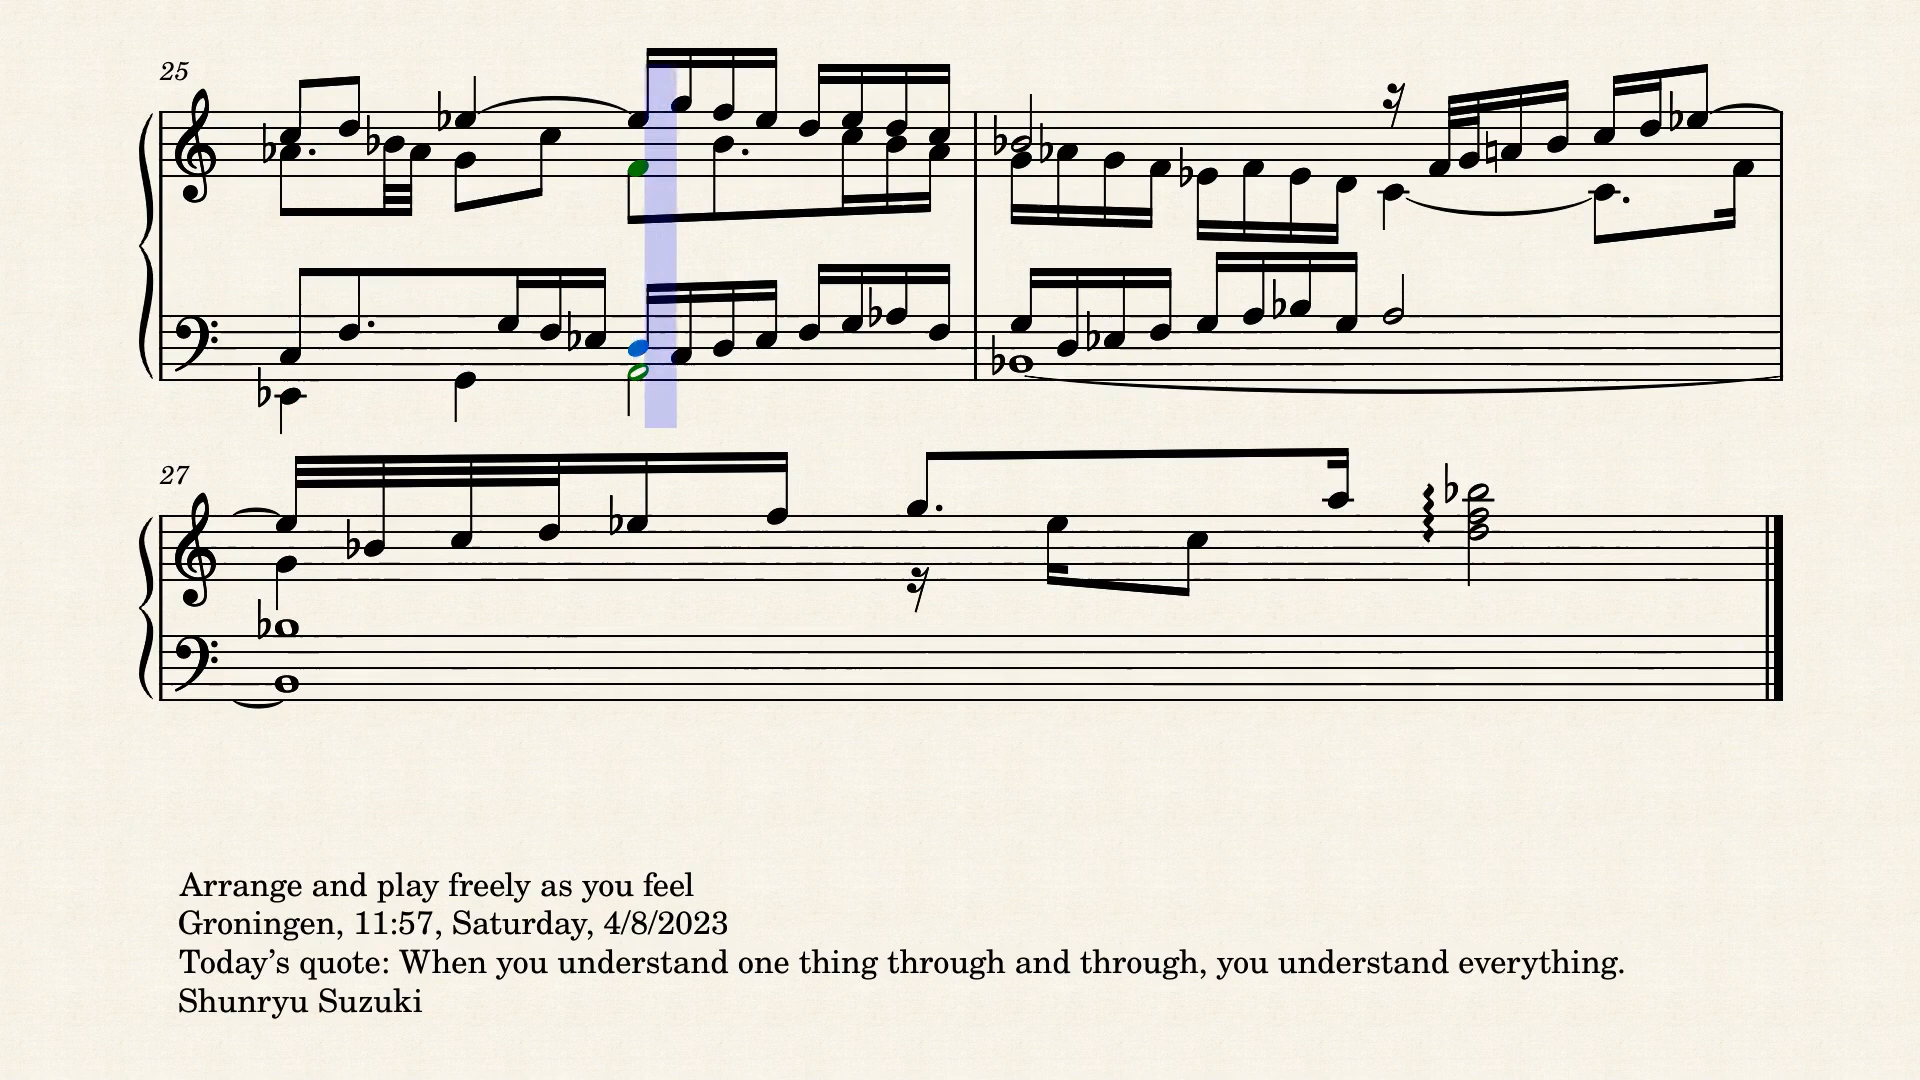 25
27
Arrange and play freely as you feel
Groningen, 11:57, Saturday, 4/8/2023
Today's quote: When you understand one thing through and through, you understand everything.
Shunryu Suzuki